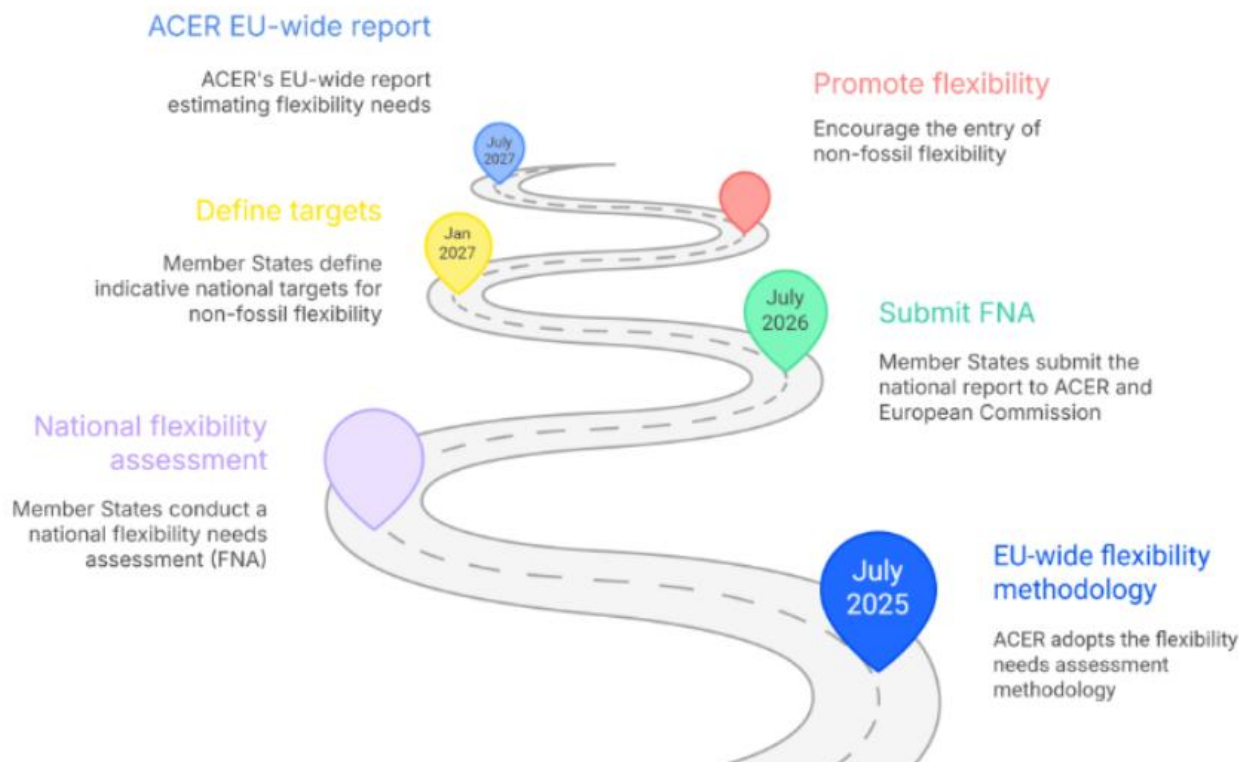 ACER EU-wide report
ACER's EU-wide report
estimating flexibility needs
July
2027
Promote flexibility
Encourage the entry of
non-fossil flexibility
Define targets
Member States define
indicative national targets for
non-fossil flexibility
Jan
2027
July
2026
Submit FNA
Member States submit the
national report to ACER and
European Commission
National flexibility
assessment
Member States conduct a
national flexibility needs
assessment (FNA)
July
2025
EU-wide flexibility
methodology
ACER adopts the flexibility
needs assessment
methodology